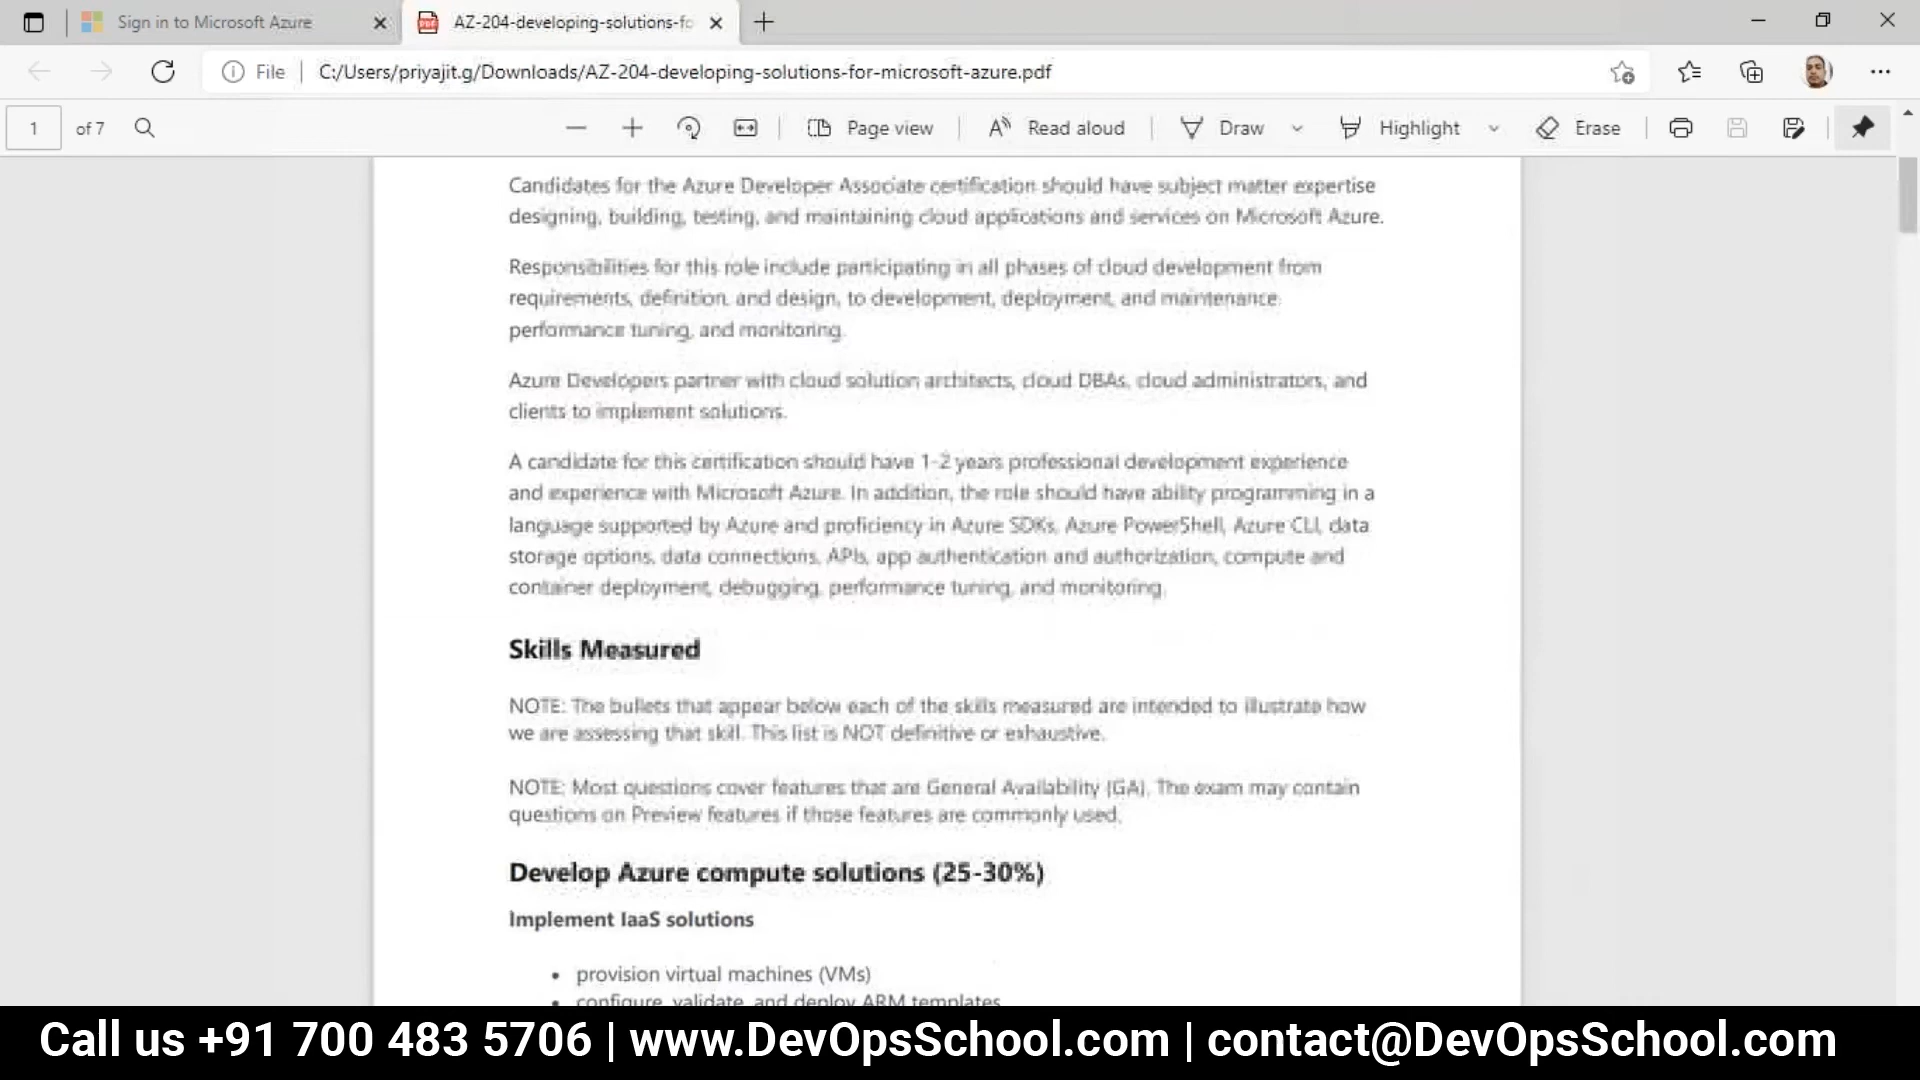 Sign in to Microsoft Azure
AZ-204-developing-solutions-fo
File
C:/Users/priyajit.g/Downloads/AZ-204-developing-solutions-for-microsoft-azure.pdf
1 of 7
Page view
Read aloud
Draw
Highlight
Erase
Candidates for the Azure Developer Associate certification should have subject matter expertise
designing, building, testing, and maintaining cloud applications and services on Microsoft Azure.
Responsibilities for this role include participating in all phases of cloud development from
requirements, definition, and design, to development, deployment, and maintenance,
performance tuning, and monitoring.
Azure Developers partner with cloud solution architects, cloud DBAs, cloud administrators, and
clients to implement solutions.
A candidate for this certification should have 1-2 years professional development experience
and experience with Microsoft Azure. In addition, the role should have ability programming in a
language supported by Azure and proficiency in Azure SDKs, Azure PowerShell, Azure CLI, data
storage options, data connections, APIs, app authentication and authorization, compute and
container deployment, debugging, performance tuning, and monitoring.
Skills Measured
NOTE: The bullets that appear below each of the skills measured are intended to illustrate how
we are assessing that skill. This list is NOT definitive or exhaustive.
NOTE: Most questions cover features that are General Availability (GA). The exam may contain
questions on Preview features if those features are commonly used.
Develop Azure compute solutions (25-30%)
Implement IaaS solutions
• provision virtual machines (VMs)
• configure, validate, and deploy ARM templates
Call us +91 700 483 5706 | www.DevOpsSchool.com | contact@DevOpsSchool.com